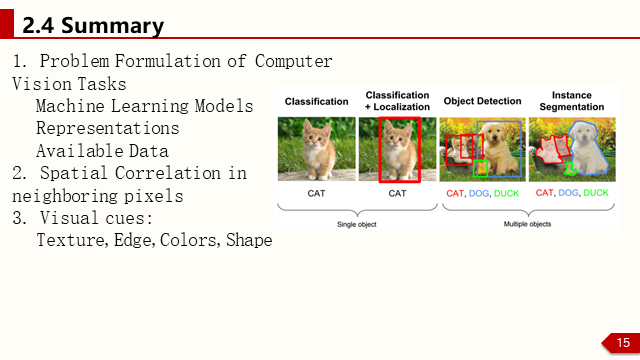 2.4 Summary
1. Problem Formulation of Computer
Vision Tasks
Machine Learning Models
Representations
Available Data
2. Spatial Correlation in
neighboring pixels
3. Visual cues:
Texture,Edge,Colors,Shape
Classification
Classification
+ Localization
Object Detection
Instance
Segmentation
CAT
CAT
CAT, DOG, DUCK
CAT, DOG, DUCK
Single object
Multiple objects
15